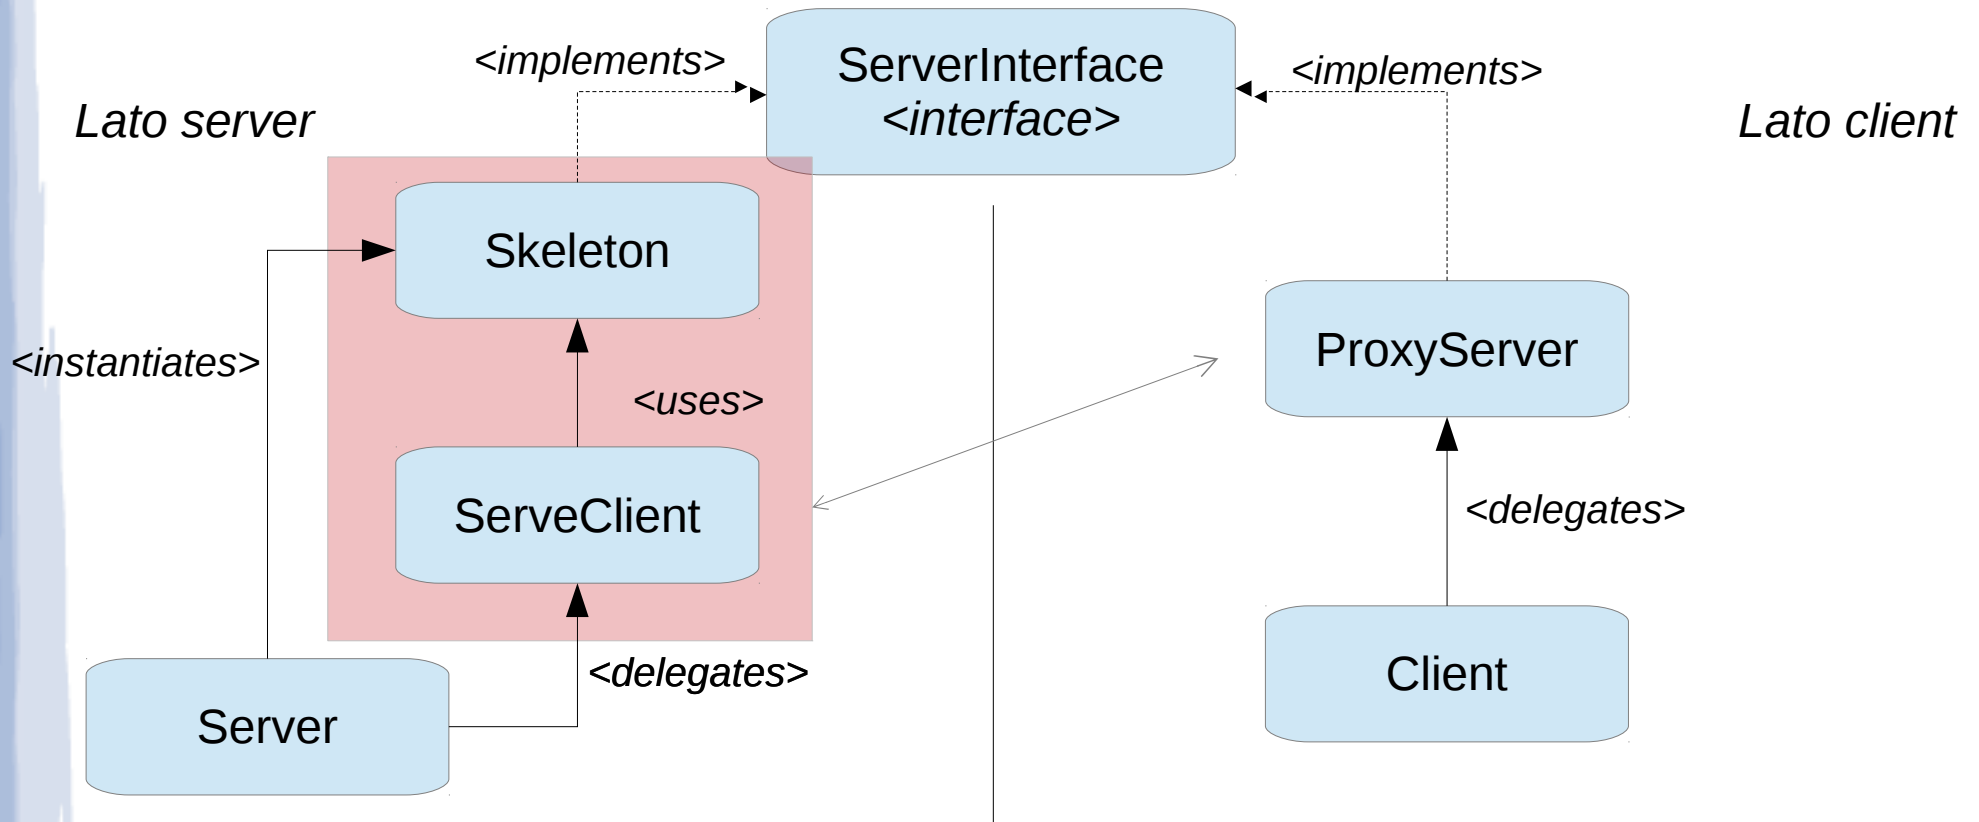 <implements>
ServerInterface
<interface>
<implements>
Lato server
Lato client
Skeleton
<instantiates>
<uses>
ProxyServer
ServeClient
<delegates>
<delegates>
Server
Client